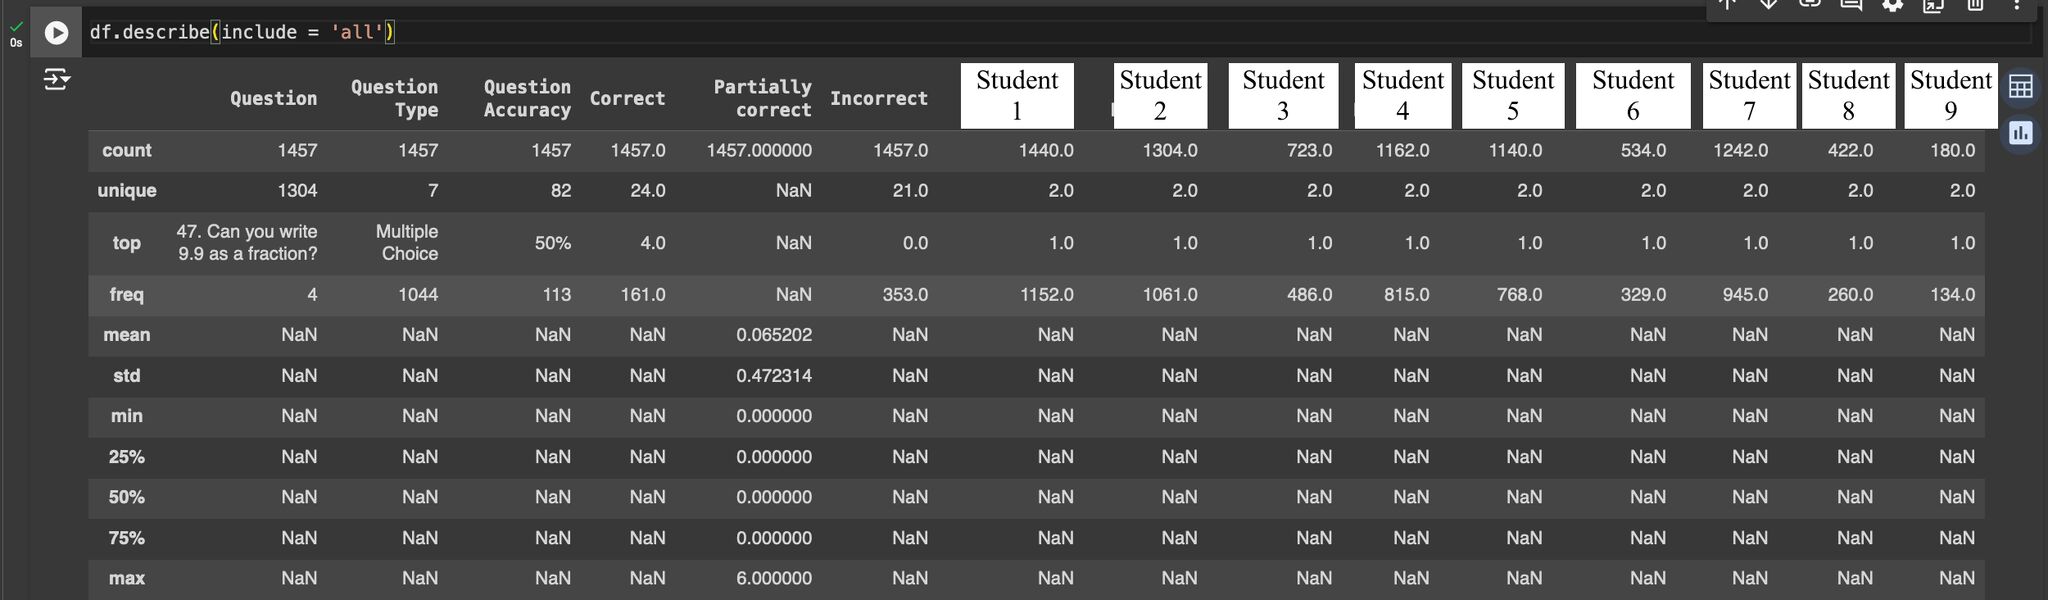 df.describe(include = 'all')
0s
Question Question Type Question Accuracy Correct Partially correct Incorrect Student 1 Student 2 Student 3 Student 4 Student 5 Student 6 Student 7 Student 8 Student 9
count 1457 1457 1457 1457.0 1457.000000 1457.0 1440.0 1304.0 723.0 1162.0 1140.0 534.0 1242.0 422.0 180.0
unique 1304 7 82 24.0 NaN 21.0 2.0 2.0 2.0 2.0 2.0 2.0 2.0 2.0 2.0
top 47. Can you write 9.9 as a fraction? Multiple Choice 50% 4.0 NaN 0.0 1.0 1.0 1.0 1.0 1.0 1.0 1.0 1.0 1.0
freq 4 1044 113 161.0 NaN 353.0 1152.0 1061.0 486.0 815.0 768.0 329.0 945.0 260.0 134.0
mean NaN NaN NaN NaN 0.065202 NaN NaN NaN NaN NaN NaN NaN NaN NaN NaN
std NaN NaN NaN NaN 0.472314 NaN NaN NaN NaN NaN NaN NaN NaN NaN NaN
min NaN NaN NaN NaN 0.000000 NaN NaN NaN NaN NaN NaN NaN NaN NaN NaN
25% NaN NaN NaN NaN 0.000000 NaN NaN NaN NaN NaN NaN NaN NaN NaN NaN
50% NaN NaN NaN NaN 0.000000 NaN NaN NaN NaN NaN NaN NaN NaN NaN NaN
75% NaN NaN NaN NaN 0.000000 NaN NaN NaN NaN NaN NaN NaN NaN NaN NaN
max NaN NaN NaN NaN 6.000000 NaN NaN NaN NaN NaN NaN NaN NaN NaN NaN